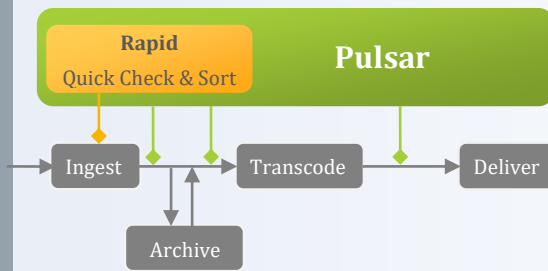 Rapid
Quick Check & Sort
Pulsar
Ingest
Transcode
Deliver
Archive